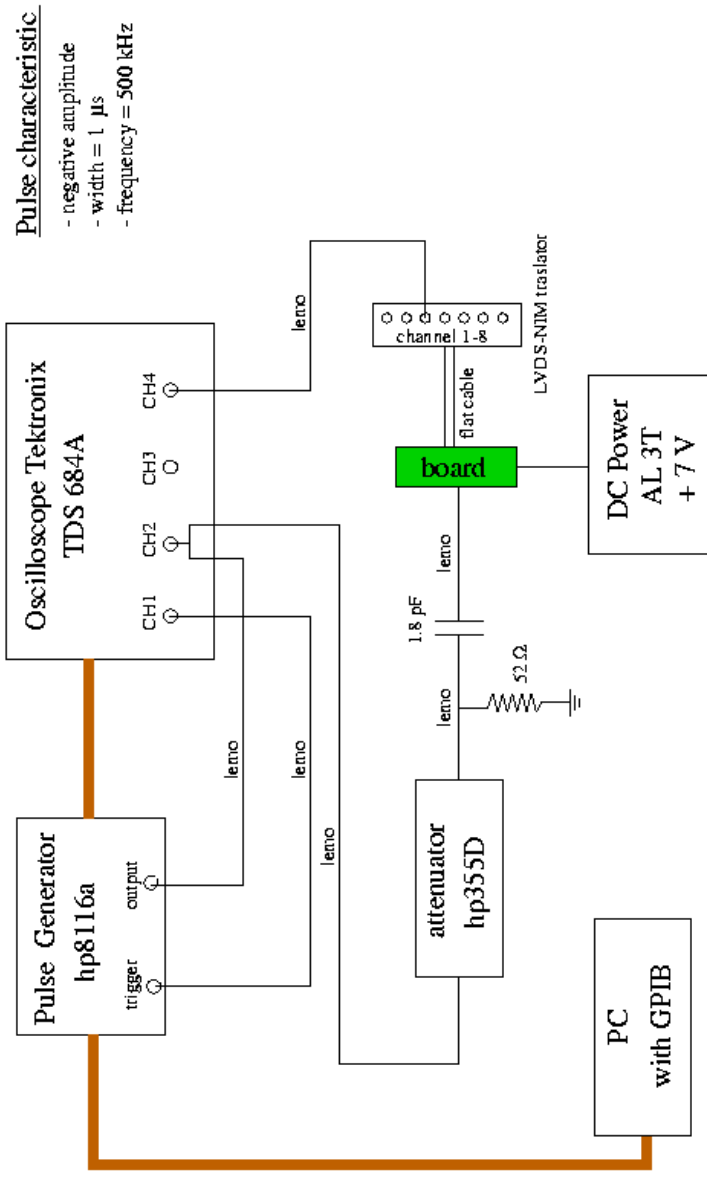 Pulse characteristic
- negative amplitude
- width = 1 µs
- frequency = 500 kHz
Pulse Generator
hp8116a
trigger
output
Oscilloscope Tektronix
TDS 684A
CH1
CH2
CH3
CH4
lemo
lemo
lemo
lemo
attenuator
hp355D
lemo
52 Ω
1.8 pF
lemo
board
flat cable
channel 1-8
LVDS-NIM traslator
DC Power
AL 3T
+ 7 V
PC
with GPIB